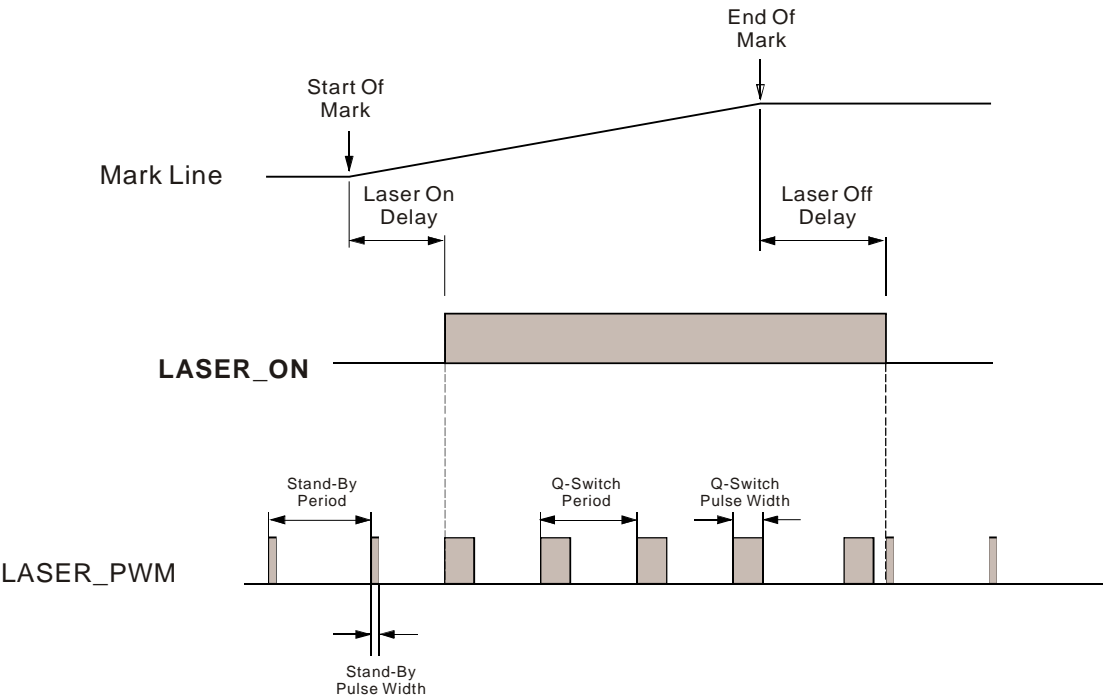 End Of
Mark
Start Of
Mark
Mark Line
Laser On
Delay
Laser Off
Delay
LASER_ON
Stand-By
Period
Q-Switch
Period
Q-Switch
Pulse Width
LASER_PWM
Stand-By
Pulse Width